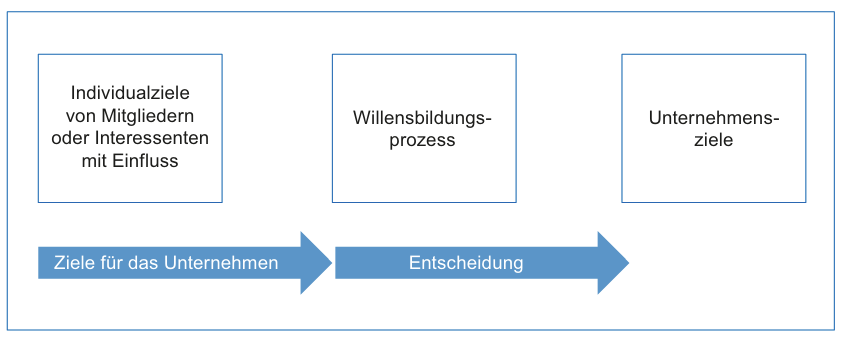 Individualziele
von Mitgliedern
oder Interessenten
mit Einfluss
Willensbildungs-
prozess
Unternehmens-
ziele
Ziele für das Unternehmen
Entscheidung